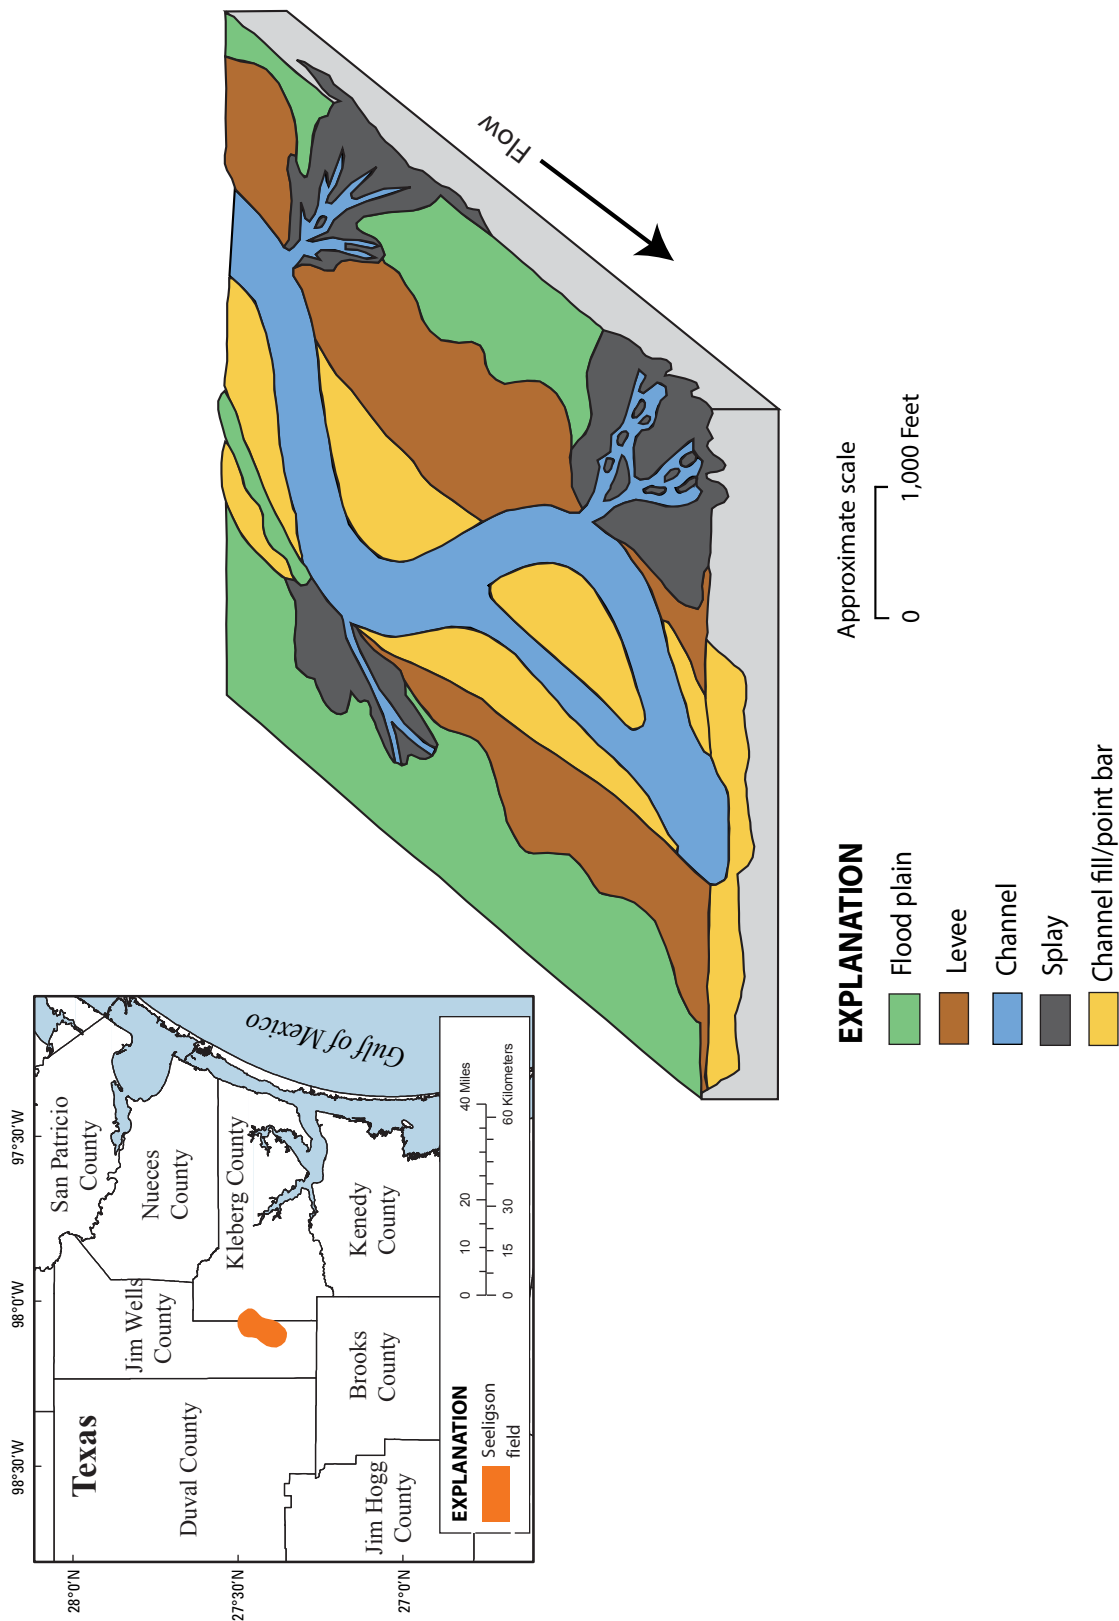 98°30'W
98°0'W
97°30'W
28°0'N
27°30'N
27°0'N
Texas
Duval County
Jim Wells
County
San Patricio
County
Nueces
County
Kleberg County
Kenedy
County
Brooks
County
Jim Hogg
County
Gulf of Mexico
EXPLANATION
Seeligson
field
0 10 20 40 Miles
0 15 30 60 Kilometers
Flow
Approximate scale
0 1,000 Feet
EXPLANATION
Flood plain
Levee
Channel
Splay
Channel fill/point bar